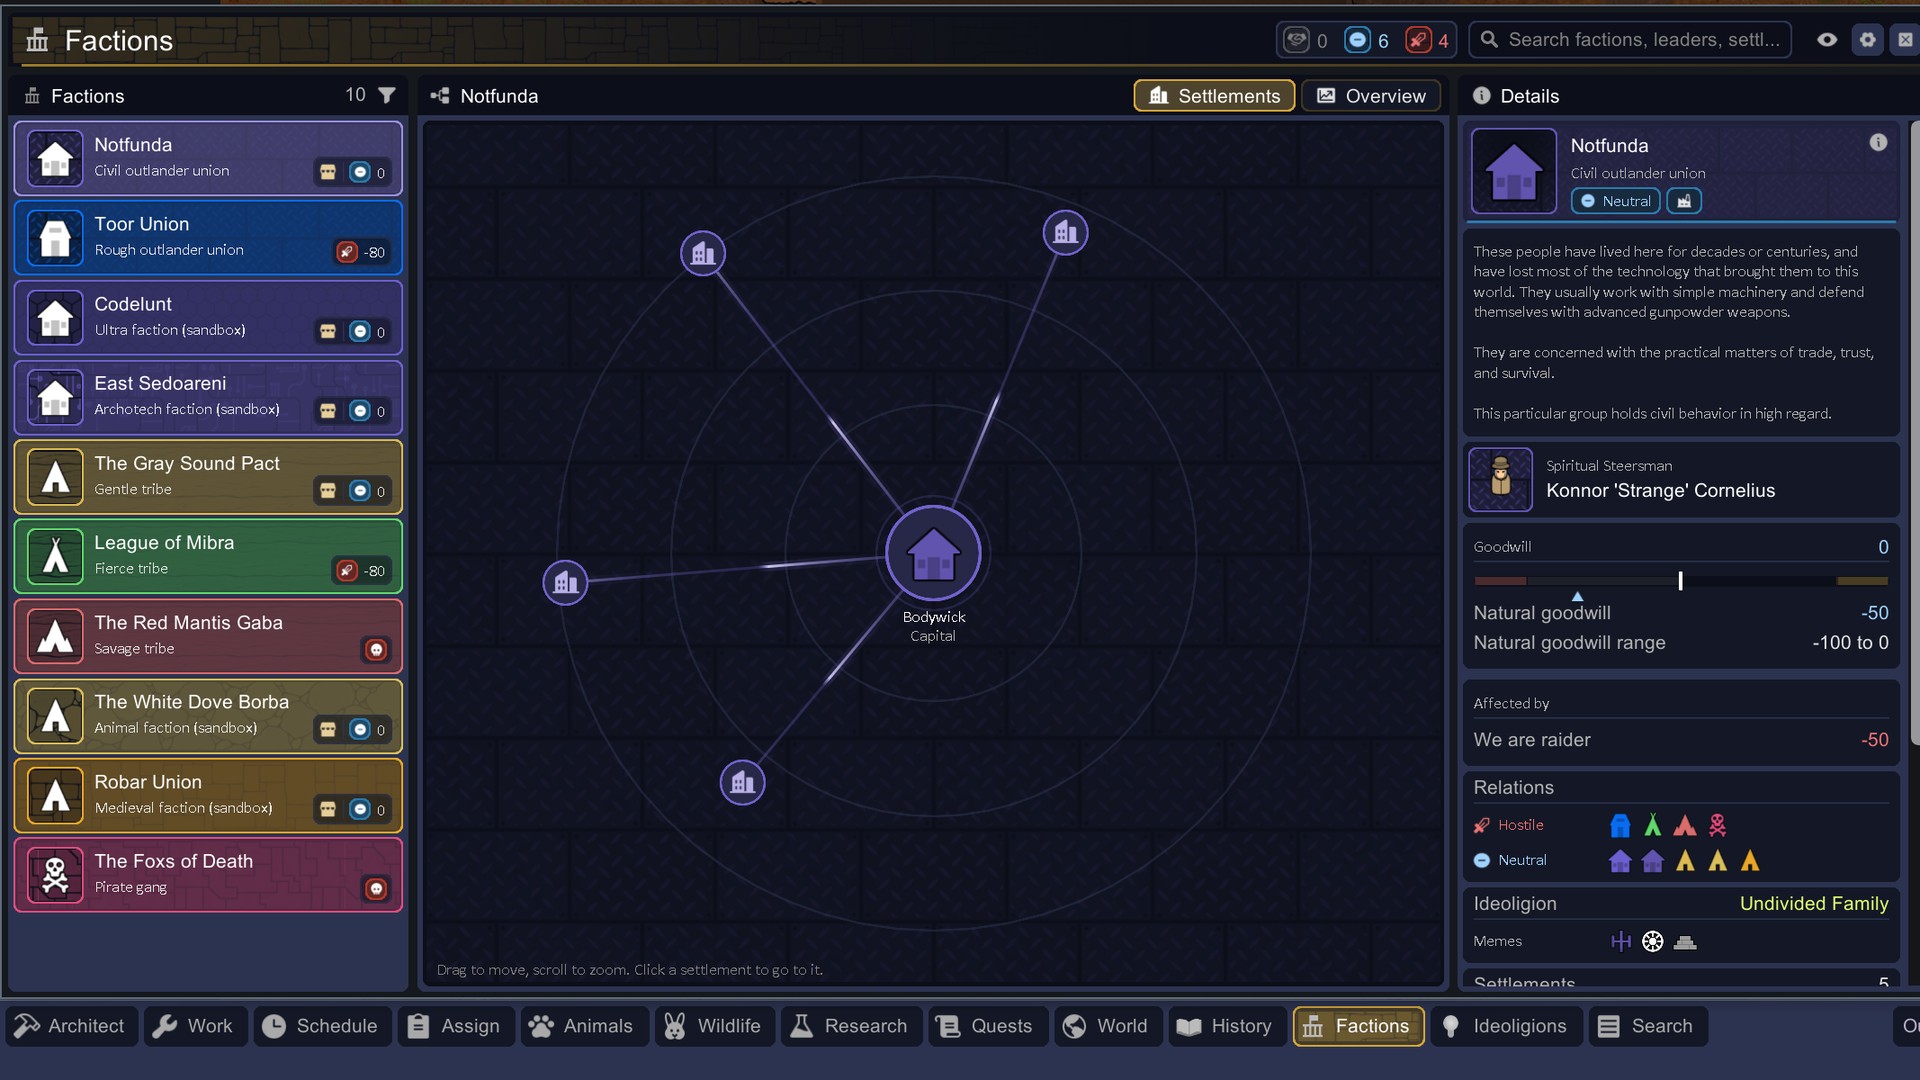 Factions
0 6 4
Search factions, leaders, settl...
Factions 10
Notfunda
Civil outlander union
0
Toor Union
Rough outlander union
-80
Codelunt
Ultra faction (sandbox)
0
East Sedoareni
Archotech faction (sandbox)
0
The Gray Sound Pact
Gentle tribe
0
League of Mibra
Fierce tribe
-80
The Red Mantis Gaba
Savage tribe
The White Dove Borba
Animal faction (sandbox)
0
Robar Union
Medieval faction (sandbox)
0
The Foxs of Death
Pirate gang
Notfunda
Settlements
Overview
Bodywick
Capital
Drag to move, scroll to zoom. Click a settlement to go to it.
Details
Notfunda
Civil outlander union
Neutral
These people have lived here for decades or centuries, and
have lost most of the technology that brought them to this
world. They usually work with simple machinery and defend
themselves with advanced gunpowder weapons.
They are concerned with the practical matters of trade, trust,
and survival.
This particular group holds civil behavior in high regard.
Spiritual Steersman
Konnor 'Strange' Cornelius
Goodwill 0
Natural goodwill -50
Natural goodwill range -100 to 0
Affected by
We are raider -50
Relations
Hostile
Neutral
Ideoligion Undivided Family
Memes
Settlements 5
Architect
Work
Schedule
Assign
Animals
Wildlife
Research
Quests
World
History
Factions
Ideoligions
Search